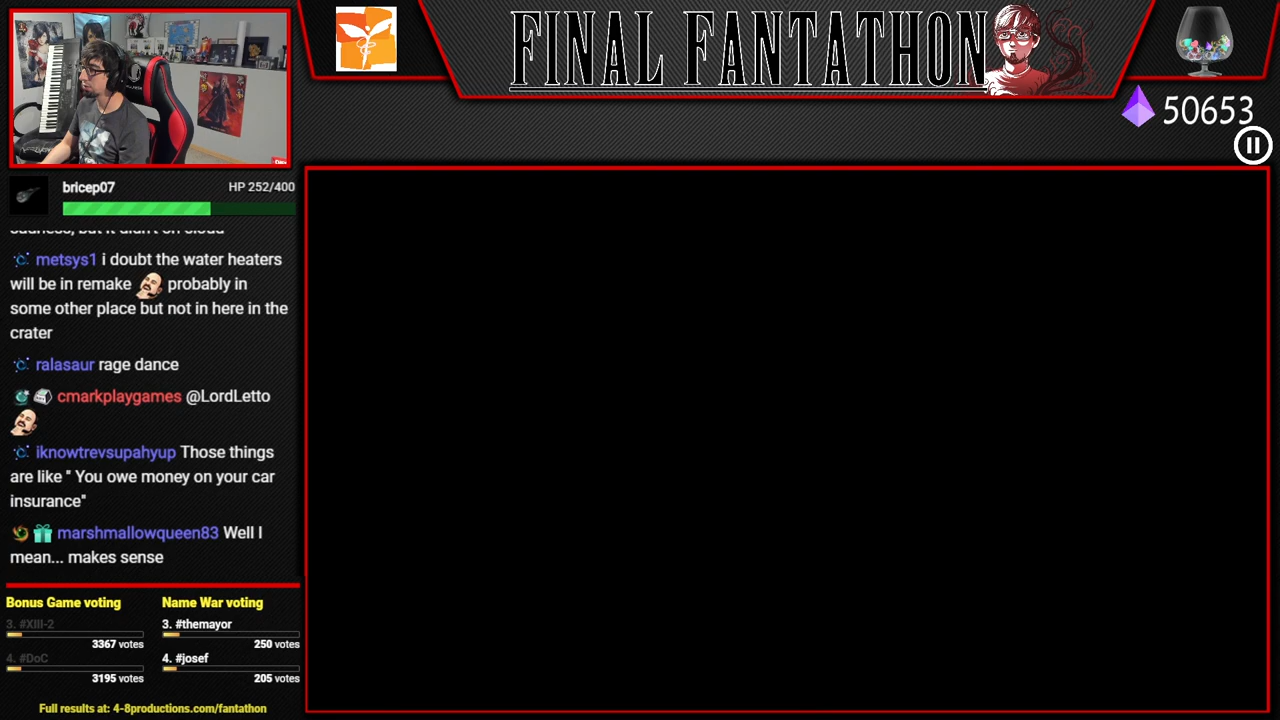 FINAL FANTATHON
50653
bricep07 HP 252/400
metsys1 i doubt the water heaters
will be in remake probably in
some other place but not in here in the
crater
ralasaur rage dance
cmarkplaygames @LordLetto
iknowtrevsupahyup Those things
are like " You owe money on your car
insurance"
marshmallowqueen83 Well I
mean... makes sense
Bonus Game voting
3. #XIII-2
3367 votes
4. #DoC
3195 votes
Name War voting
3. #themayor
250 votes
4. #josef
205 votes
Full results at: 4-8productions.com/fantathon